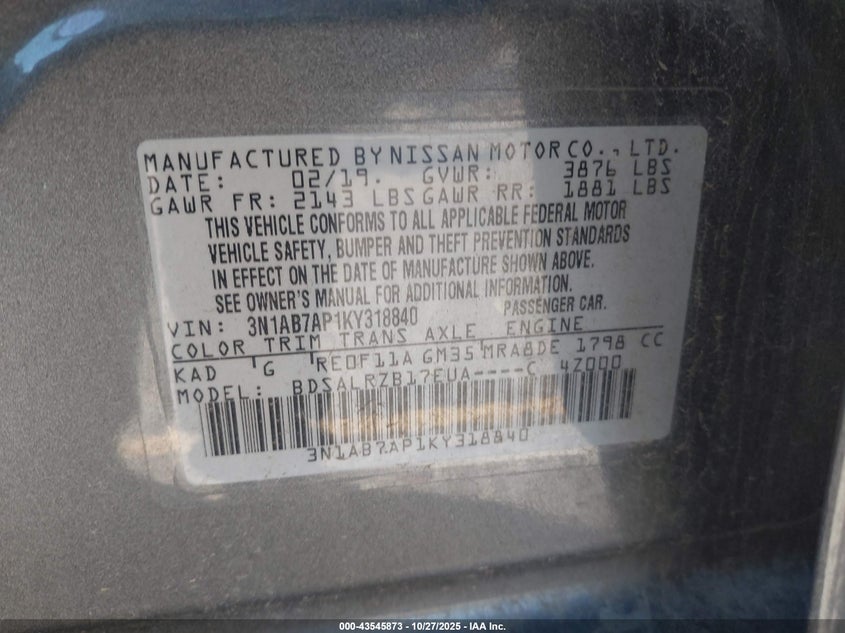 MANUFACTURED BY NISSAN MOTOR CO., LTD.
DATE: 02/19. GVWR: 3876 LBS
GAWR FR: 2143 LBS GAWR RR: 1881 LBS
THIS VEHICLE CONFORMS TO ALL APPLICABLE FEDERAL MOTOR
VEHICLE SAFETY, BUMPER AND THEFT PREVENTION STANDARDS
IN EFFECT ON THE DATE OF MANUFACTURE SHOWN ABOVE.
SEE OWNER'S MANUAL FOR ADDITIONAL INFORMATION.
VIN: 3N1AB7AP1KY318840 PASSENGER CAR.
COLOR TRIM TRANS AXLE ENGINE
KAD G RE0F11A GM35 MRA8DE 1798 CC
MODEL: BDSALRZB17EUA----C 4Z000
3N1AB7AP1KY318840
000-43545873 | 10/27/2025 - IAA Inc.